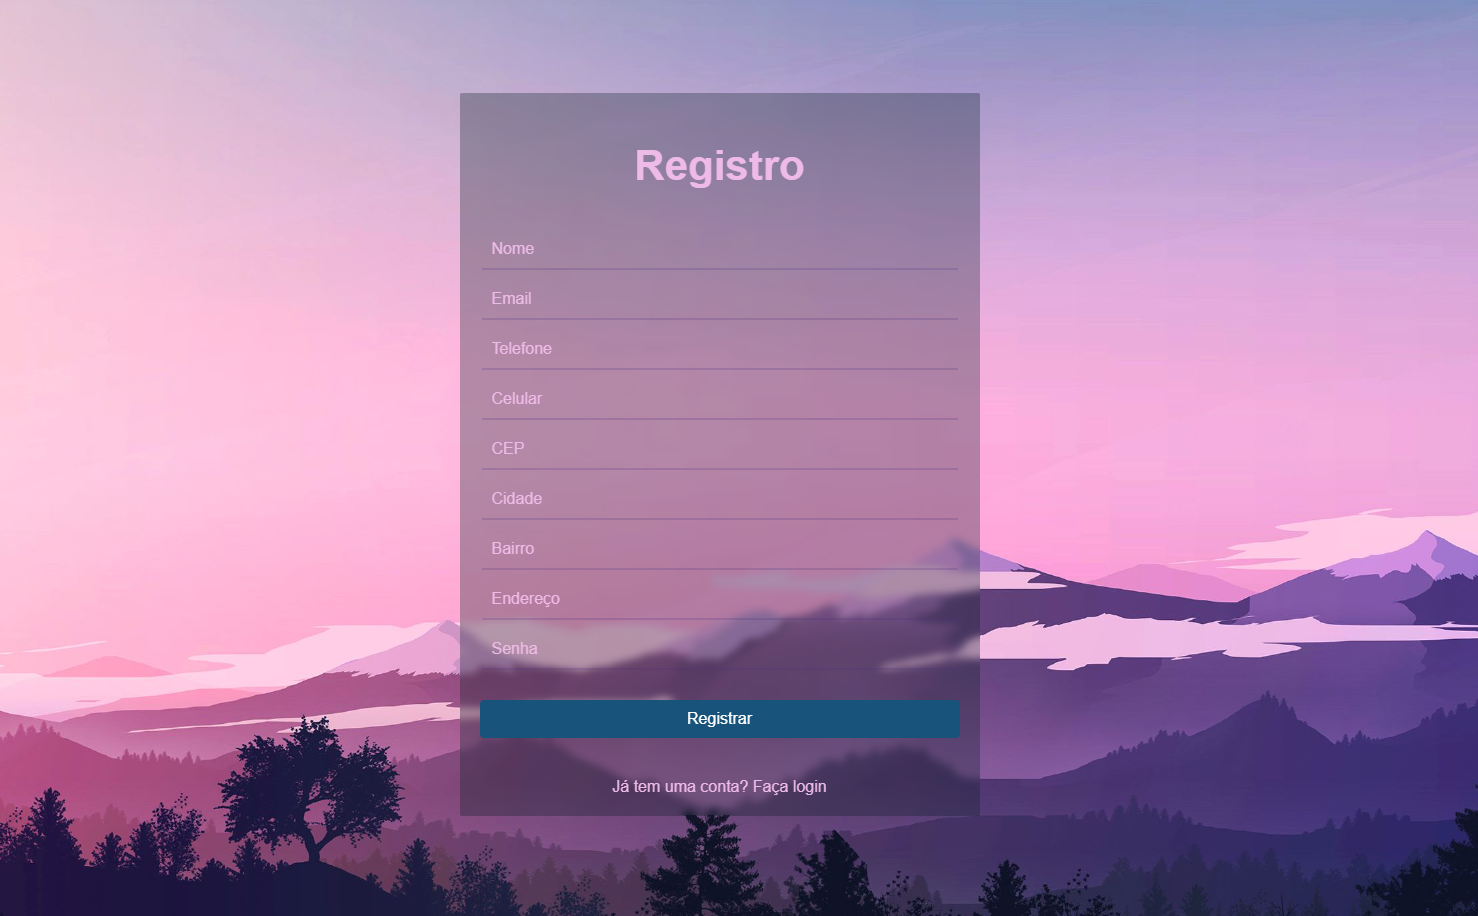 Registro
Nome
Email
Telefone
Celular
CEP
Cidade
Bairro
Endereço
Senha
Registrar
Já tem uma conta? Faça login